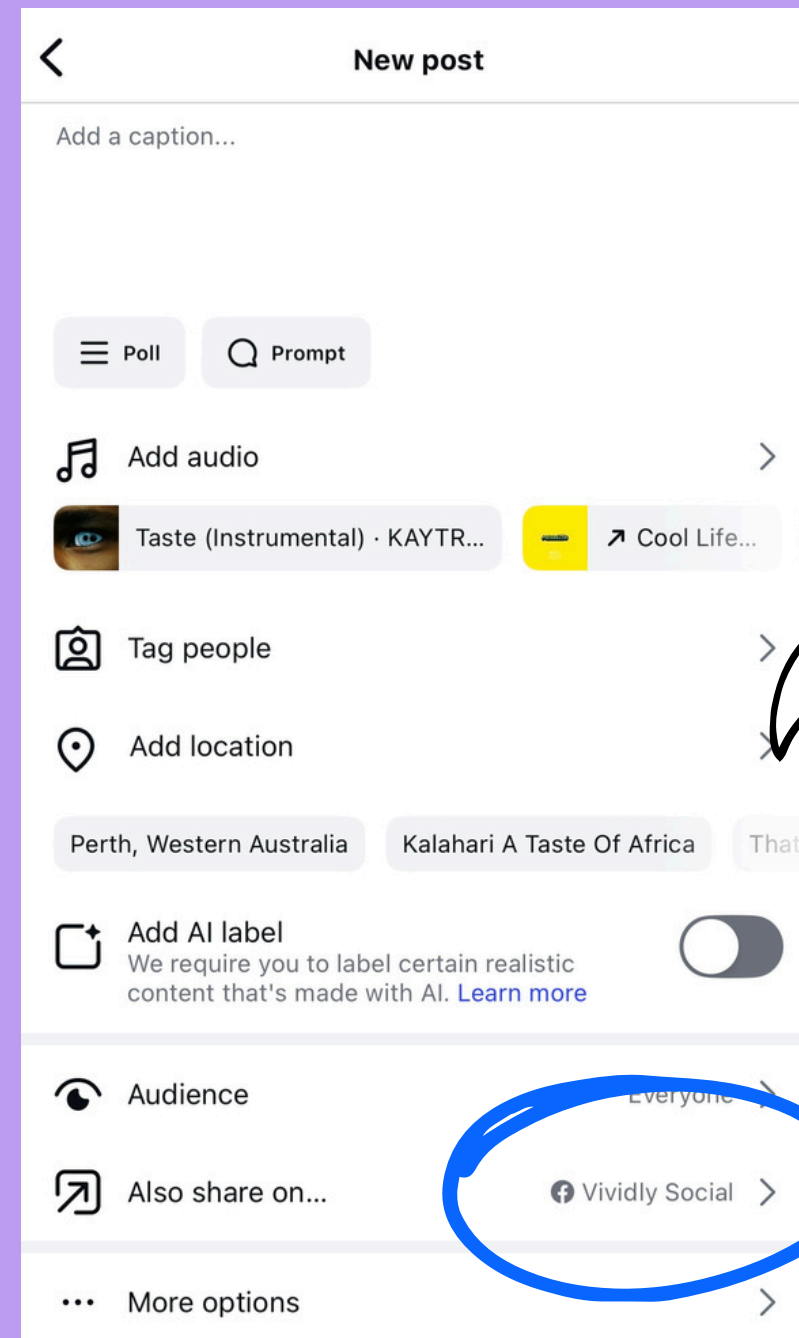 New post
Add a caption...
Poll Prompt
Add audio
Taste (Instrumental) · KAYTR... Cool Life...
Tag people
Add location
Perth, Western Australia Kalahari A Taste Of Africa That
Add AI label
We require you to label certain realistic
content that's made with AI. Learn more
Audience Everyone
Also share on... Vividly Social
More options